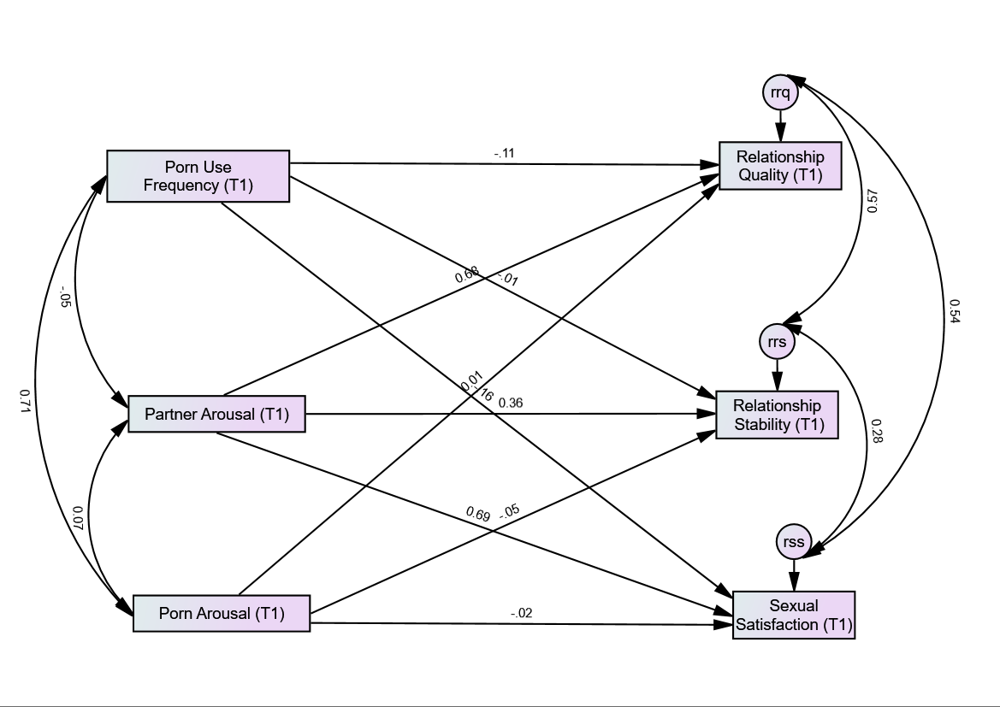 rrq
Porn Use
Frequency (T1)
-.11
Relationship
Quality (T1)
0.57
0.68
-.01
-.05
0.54
rrs
0.71
Partner Arousal (T1)
0.01
-.16
0.36
Relationship
Stability (T1)
0.28
0.07
0.69
-.05
rss
Porn Arousal (T1)
-.02
Sexual
Satisfaction (T1)